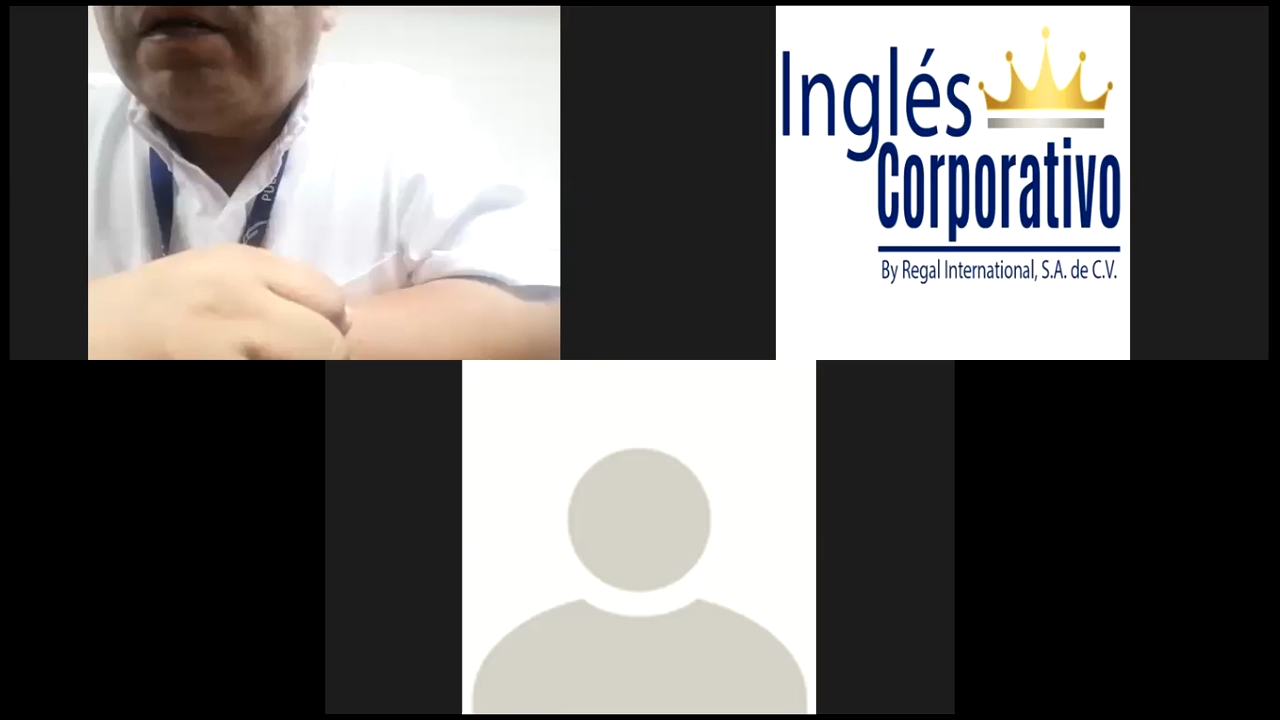 Inglés
Corporativo
By Regal International, S.A. de C.V.